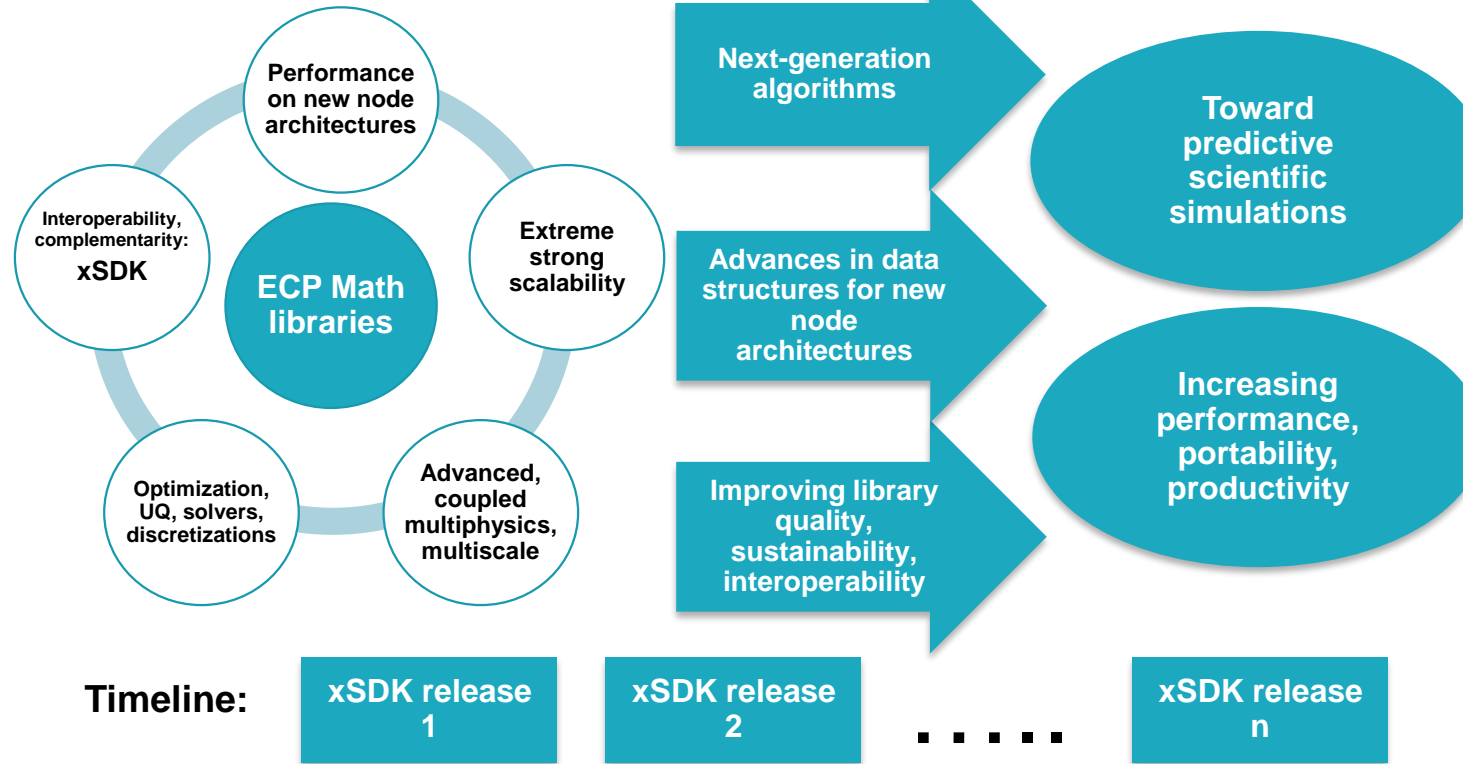 Performance
on new node
architectures
Interoperability,
complementarity:
xSDK
Extreme
strong
scalability
ECP Math
libraries
Optimization,
UQ, solvers,
discretizations
Advanced,
coupled
multiphysics,
multiscale
Next-generation
algorithms
Advances in data
structures for new
node
architectures
Improving library
quality,
sustainability,
interoperability
Toward
predictive
scientific
simulations
Increasing
performance,
portability,
productivity
Timeline:
xSDK release
1
xSDK release
2
. . . . .
xSDK release
n